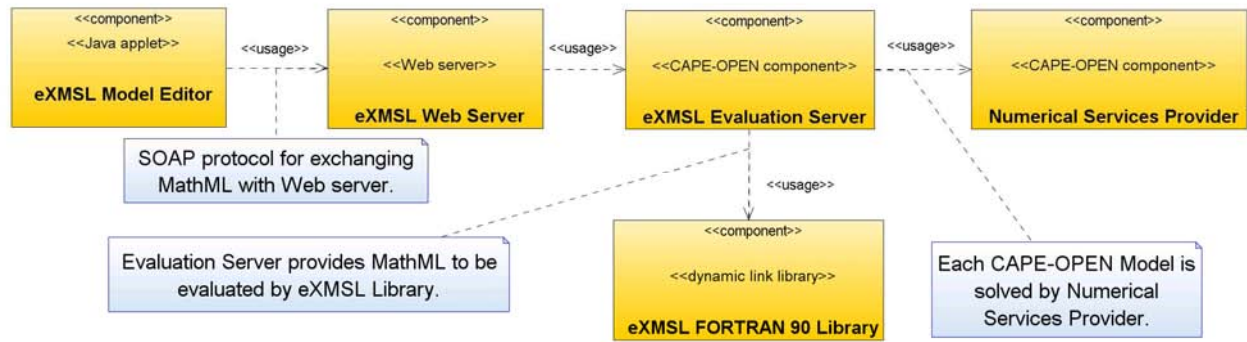 <<component>>
<<Java applet>>
eXMSL Model Editor
<<usage>>
<<component>>
<<Web server>>
eXMSL Web Server
<<usage>>
<<component>>
<<CAPE-OPEN component>>
eXMSL Evaluation Server
<<usage>>
<<component>>
<<CAPE-OPEN component>>
Numerical Services Provider
SOAP protocol for exchanging
MathML with Web server.
<<usage>>
Evaluation Server provides MathML to be
evaluated by eXMSL Library.
<<component>>
<<dynamic link library>>
eXMSL FORTRAN 90 Library
Each CAPE-OPEN Model is
solved by Numerical
Services Provider.